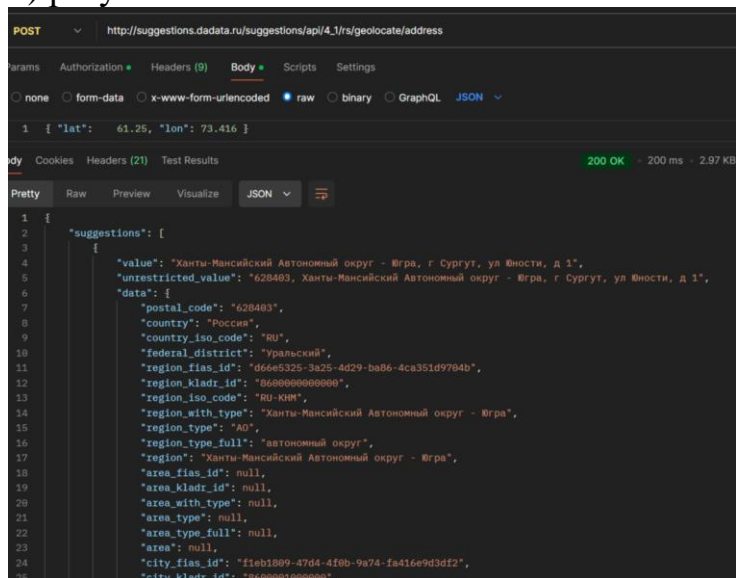 POST http://suggestions.dadata.ru/suggestions/api/4_1/rs/geolocate/address
Params Authorization Headers (9) Body Scripts Settings
none form-data x-www-form-urlencoded raw binary GraphQL JSON
1 { "lat": 61.25, "lon": 73.416 }
Body Cookies Headers (21) Test Results 200 OK 200 ms 2.97 KB
Pretty Raw Preview Visualize JSON
1 {
2 "suggestions": [
3 {
4 "value": "Ханты-Мансийский Автономный округ - Югра, г Сургут, ул Юности, д 1",
5 "unrestricted_value": "628403, Ханты-Мансийский Автономный округ - Югра, г Сургут, ул Юности, д 1",
6 "data": {
7 "postal_code": "628403",
8 "country": "Россия",
9 "country_iso_code": "RU",
10 "federal_district": "Уральский",
11 "region_fias_id": "d66e5325-3a25-4d29-ba86-4ca351d9704b",
12 "region_kladr_id": "8600000000000",
13 "region_iso_code": "RU-KHM",
14 "region_with_type": "Ханты-Мансийский Автономный округ - Югра",
15 "region_type": "АО",
16 "region_type_full": "автономный округ",
17 "region": "Ханты-Мансийский Автономный округ - Югра",
18 "area_fias_id": null,
19 "area_kladr_id": null,
20 "area_with_type": null,
21 "area_type": null,
22 "area_type_full": null,
23 "area": null,
24 "city_fias_id": "f1eb1809-47d4-4f0b-9a74-fa416e9d3df2",
25 "city_kladr_id": "8600001000000"